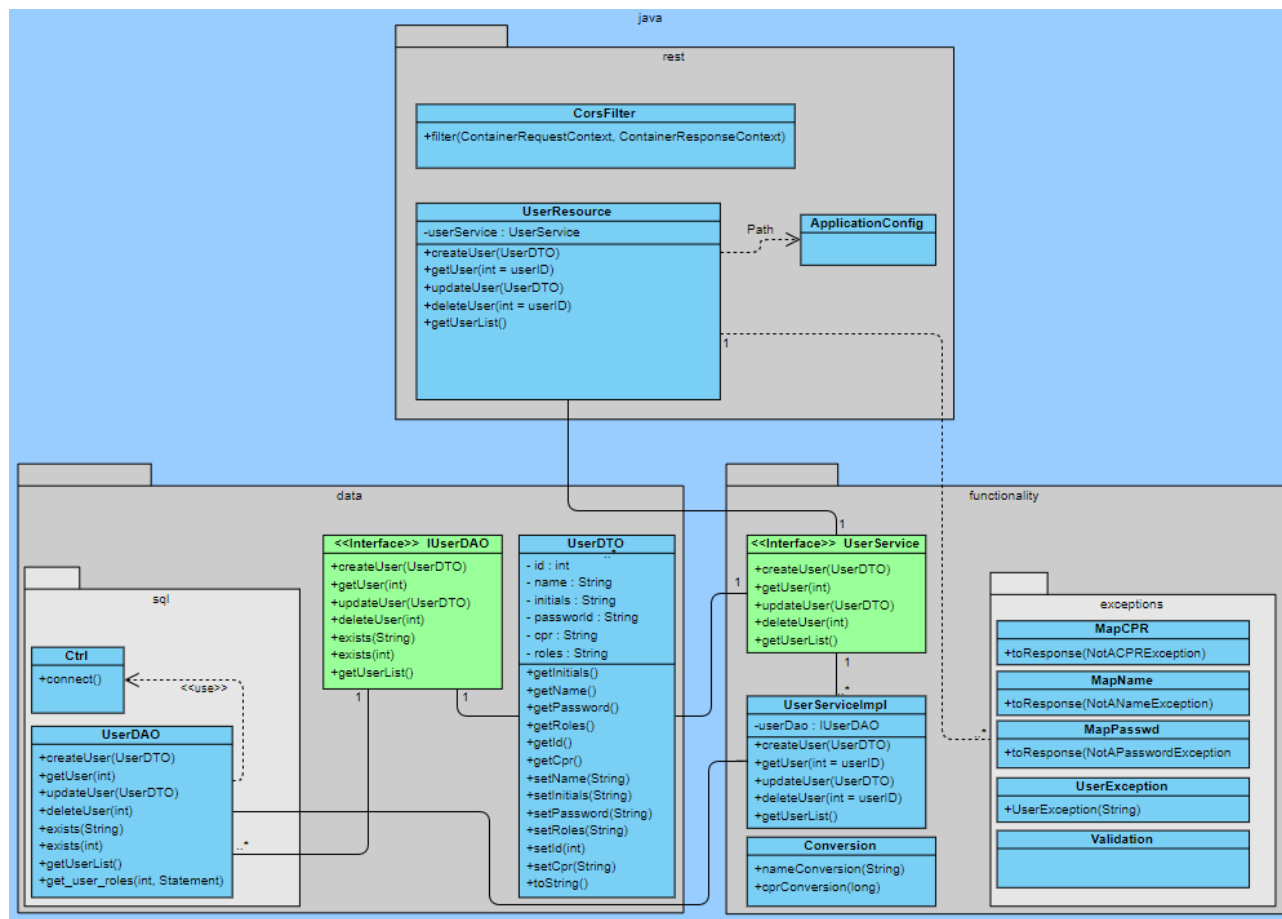 java
rest
CorsFilter
+filter(ContainerRequestContext, ContainerResponseContext)
UserResource
-userService : UserService
+createUser(UserDTO)
+getUser(int = userID)
+updateUser(UserDTO)
+deleteUser(int = userID)
+getUserList()
Path
ApplicationConfig
1
data
sql
Ctrl
+connect()
<<use>>
UserDAO
+createUser(UserDTO)
+getUser(int)
+updateUser(UserDTO)
+deleteUser(int)
+exists(String)
+exists(int)
+getUserList()
+get_user_roles(int, Statement)
<<Interface>> IUserDAO
+createUser(UserDTO)
+getUser(int)
+updateUser(UserDTO)
+deleteUser(int)
+exists(String)
+exists(int)
+getUserList()
1
1
..*
UserDTO
..*
- id : int
- name : String
- initials : String
- passworld : String
- cpr : String
- roles : String
+getInitials()
+getName()
+getPassword()
+getRoles()
+getId()
+getCpr()
+setName(String)
+setInitials(String)
+setPassword(String)
+setRoles(String)
+setId(int)
+setCpr(String)
+toString()
functionality
1
<<Interface>> UserService
1
+createUser(UserDTO)
+getUser(int)
+updateUser(UserDTO)
+deleteUser(int)
+getUserList()
1
..*
UserServiceImpl
-userDao : IUserDAO
+createUser(UserDTO)
+getUser(int = userID)
+updateUser(UserDTO)
+deleteUser(int = userID)
+getUserList()
Conversion
+nameConversion(String)
+cprConversion(long)
exceptions
MapCPR
+toResponse(NotACPRException)
MapName
+toResponse(NotANameException)
MapPasswd
+toResponse(NotAPasswordException
..*
UserException
+UserException(String)
Validation